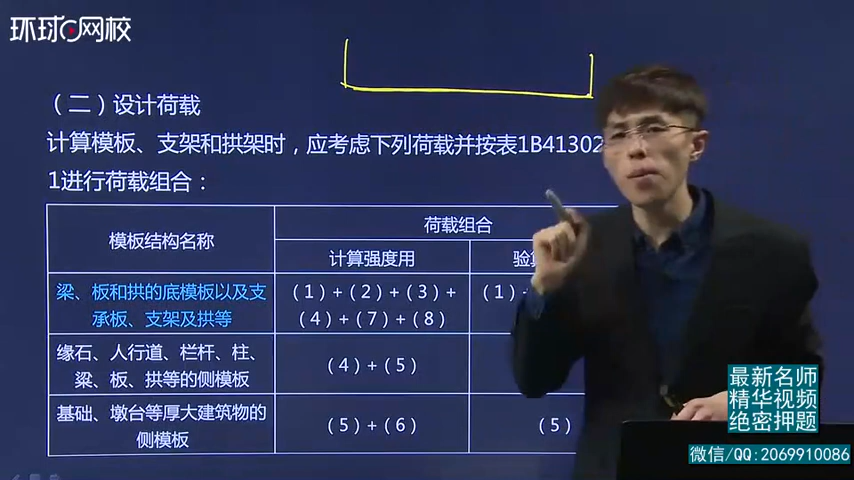 环球网校
（二）设计荷载
计算模板、支架和拱架时，应考虑下列荷载并按表1B41302
1进行荷载组合：
模板结构名称
荷载组合
计算强度用
验
梁、板和拱的底模板以及支
承板、支架及拱等
（1）+（2）+（3）+
（4）+（7）+（8）
（1）+
缘石、人行道、栏杆、柱、
梁、板、拱等的侧模板
（4）+（5）
基础、墩台等厚大建筑物的
侧模板
（5）+（6）
（5）
最新名师
精华视频
绝密押题
微信/QQ:2069910086